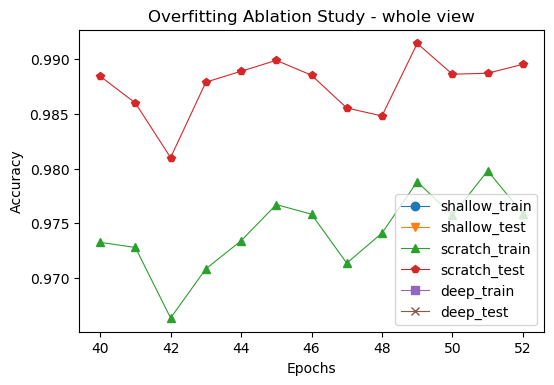 Overfitting Ablation Study - whole view
Accuracy
0.990
0.985
0.980
0.975
0.970
shallow_train
shallow_test
scratch_train
scratch_test
deep_train
deep_test
40 42 44 46 48 50 52
Epochs